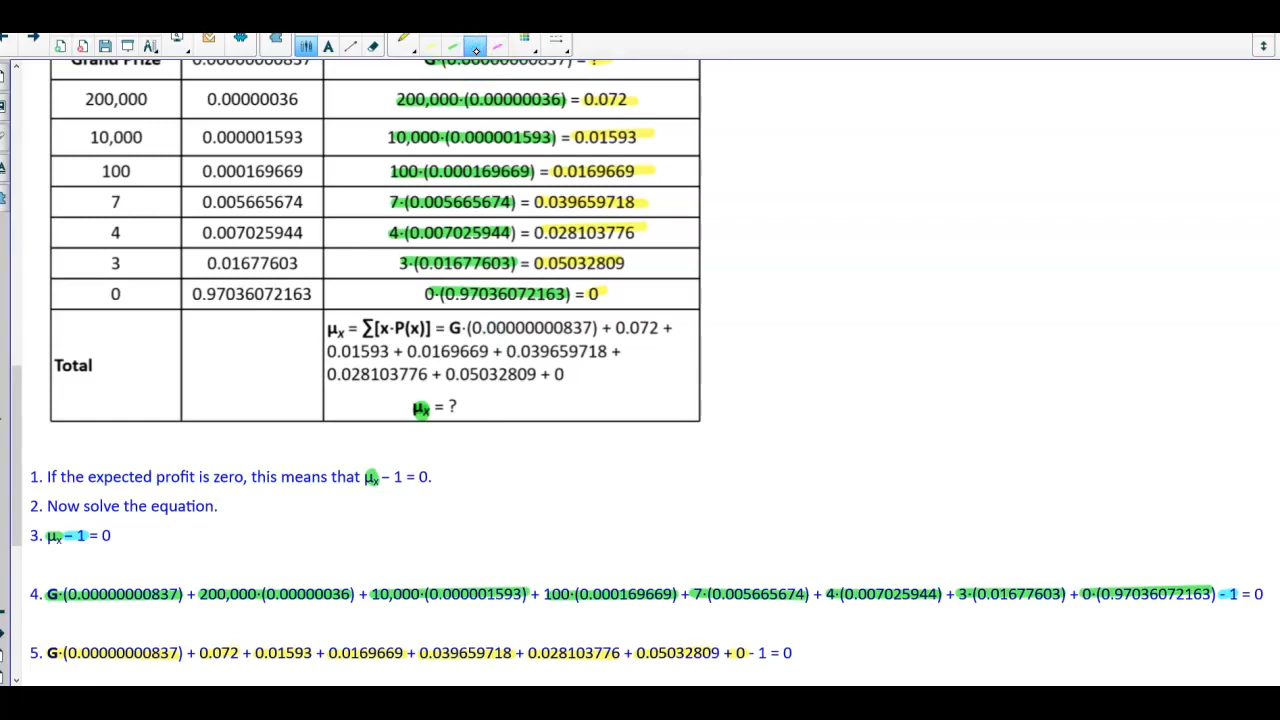 Grand Prize 0.00000000837 G·(0.00000000837) = ?
200,000 0.00000036 200,000·(0.00000036) = 0.072
10,000 0.000001593 10,000·(0.000001593) = 0.01593
100 0.000169669 100·(0.000169669) = 0.0169669
7 0.005665674 7·(0.005665674) = 0.039659718
4 0.007025944 4·(0.007025944) = 0.028103776
3 0.01677603 3·(0.01677603) = 0.05032809
0 0.97036072163 0·(0.97036072163) = 0
μx = ∑[x·P(x)] = G·(0.00000000837) + 0.072 +
0.01593 + 0.0169669 + 0.039659718 +
Total
0.028103776 + 0.05032809 + 0
μx = ?
1. If the expected profit is zero, this means that μx – 1 = 0.
2. Now solve the equation.
3. μx – 1 = 0
4. G·(0.00000000837) + 200,000·(0.00000036) + 10,000·(0.000001593) + 100·(0.000169669) + 7·(0.005665674) + 4·(0.007025944) + 3·(0.01677603) + 0·(0.97036072163) - 1 = 0
5. G·(0.00000000837) + 0.072 + 0.01593 + 0.0169669 + 0.039659718 + 0.028103776 + 0.05032809 + 0 - 1 = 0